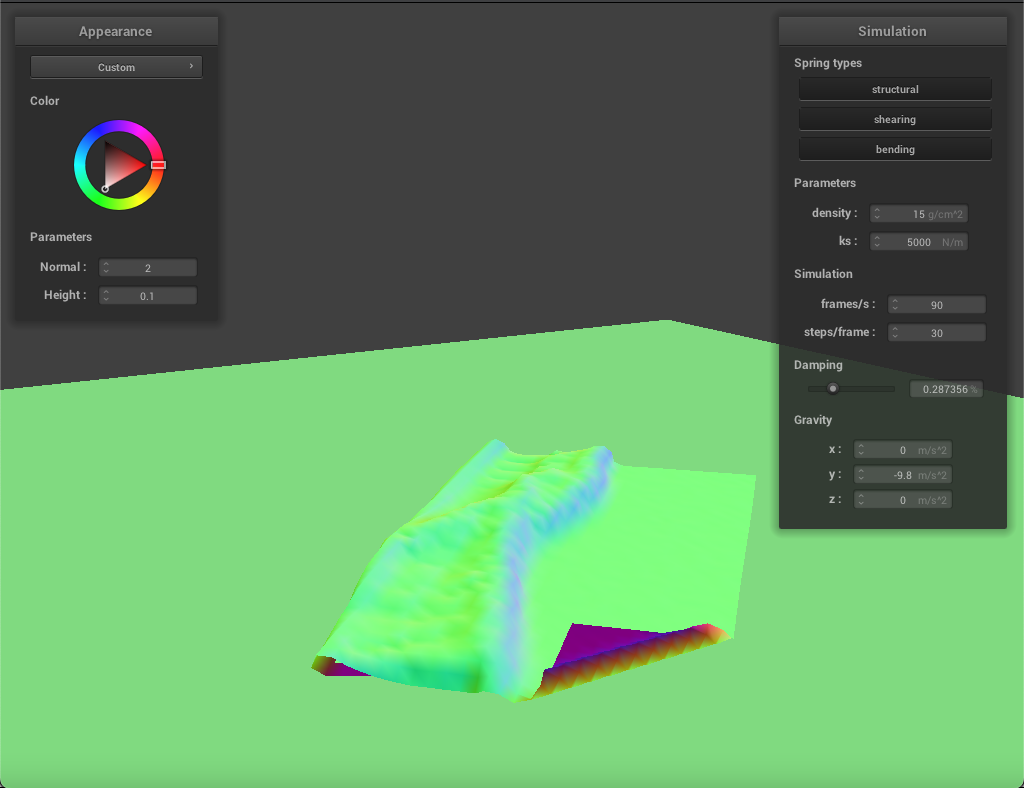 Appearance
Custom ›
Color
Parameters
Normal : 2
Height : 0.1
Simulation
Spring types
structural
shearing
bending
Parameters
density : 15 g/cm^2
ks : 5000 N/m
Simulation
frames/s : 90
steps/frame : 30
Damping
0.287356 %
Gravity
x : 0 m/s^2
y : -9.8 m/s^2
z : 0 m/s^2